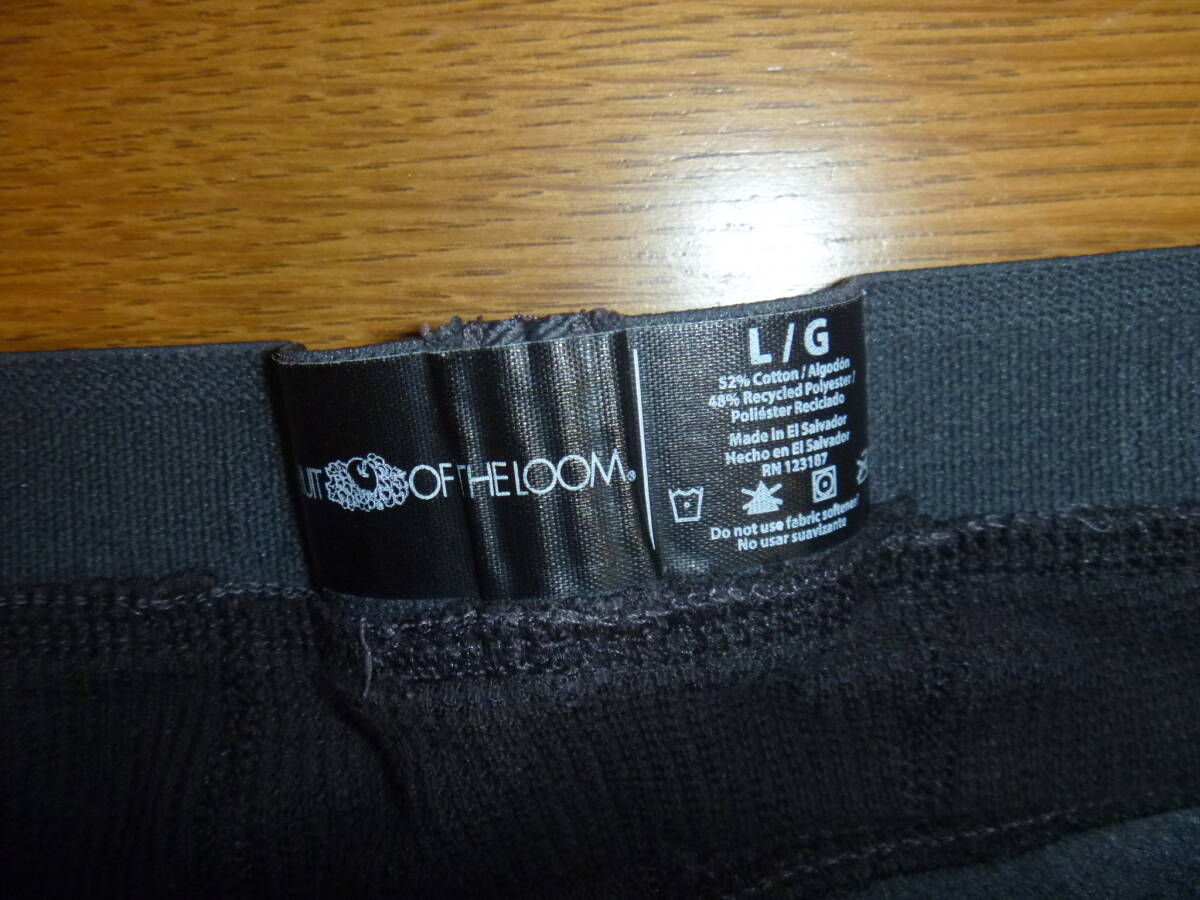 UIT OF THE LOOM®
L / G
52% Cotton / Algodón
48% Recycled Polyester /
Poliéster Reciclado
Made in El Salvador
Hecho en El Salvador
RN 123187
Do not use fabric softener/
No usar suavizante